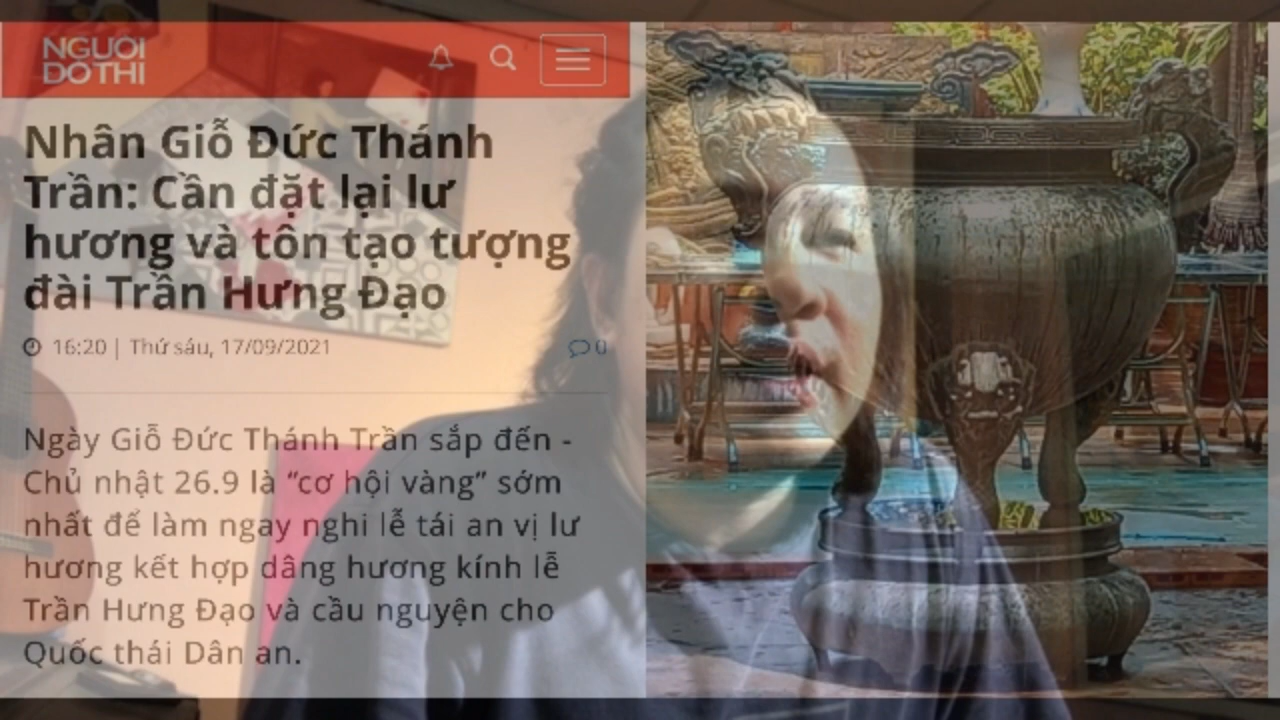 NGƯỜI
ĐÔ THỊ
Nhân Giỗ Đức Thánh
Trần: Cần đặt lại lư
hương và tôn tạo tượng
đài Trần Hưng Đạo
16:20 | Thứ sáu, 17/09/2021
0
Ngày Giỗ Đức Thánh Trần sắp đến -
Chủ nhật 26.9 là “cơ hội vàng” sớm
nhất để làm ngay nghi lễ tái an vị lư
hương kết hợp dâng hương kính lễ
Trần Hưng Đạo và cầu nguyện cho
Quốc thái Dân an.